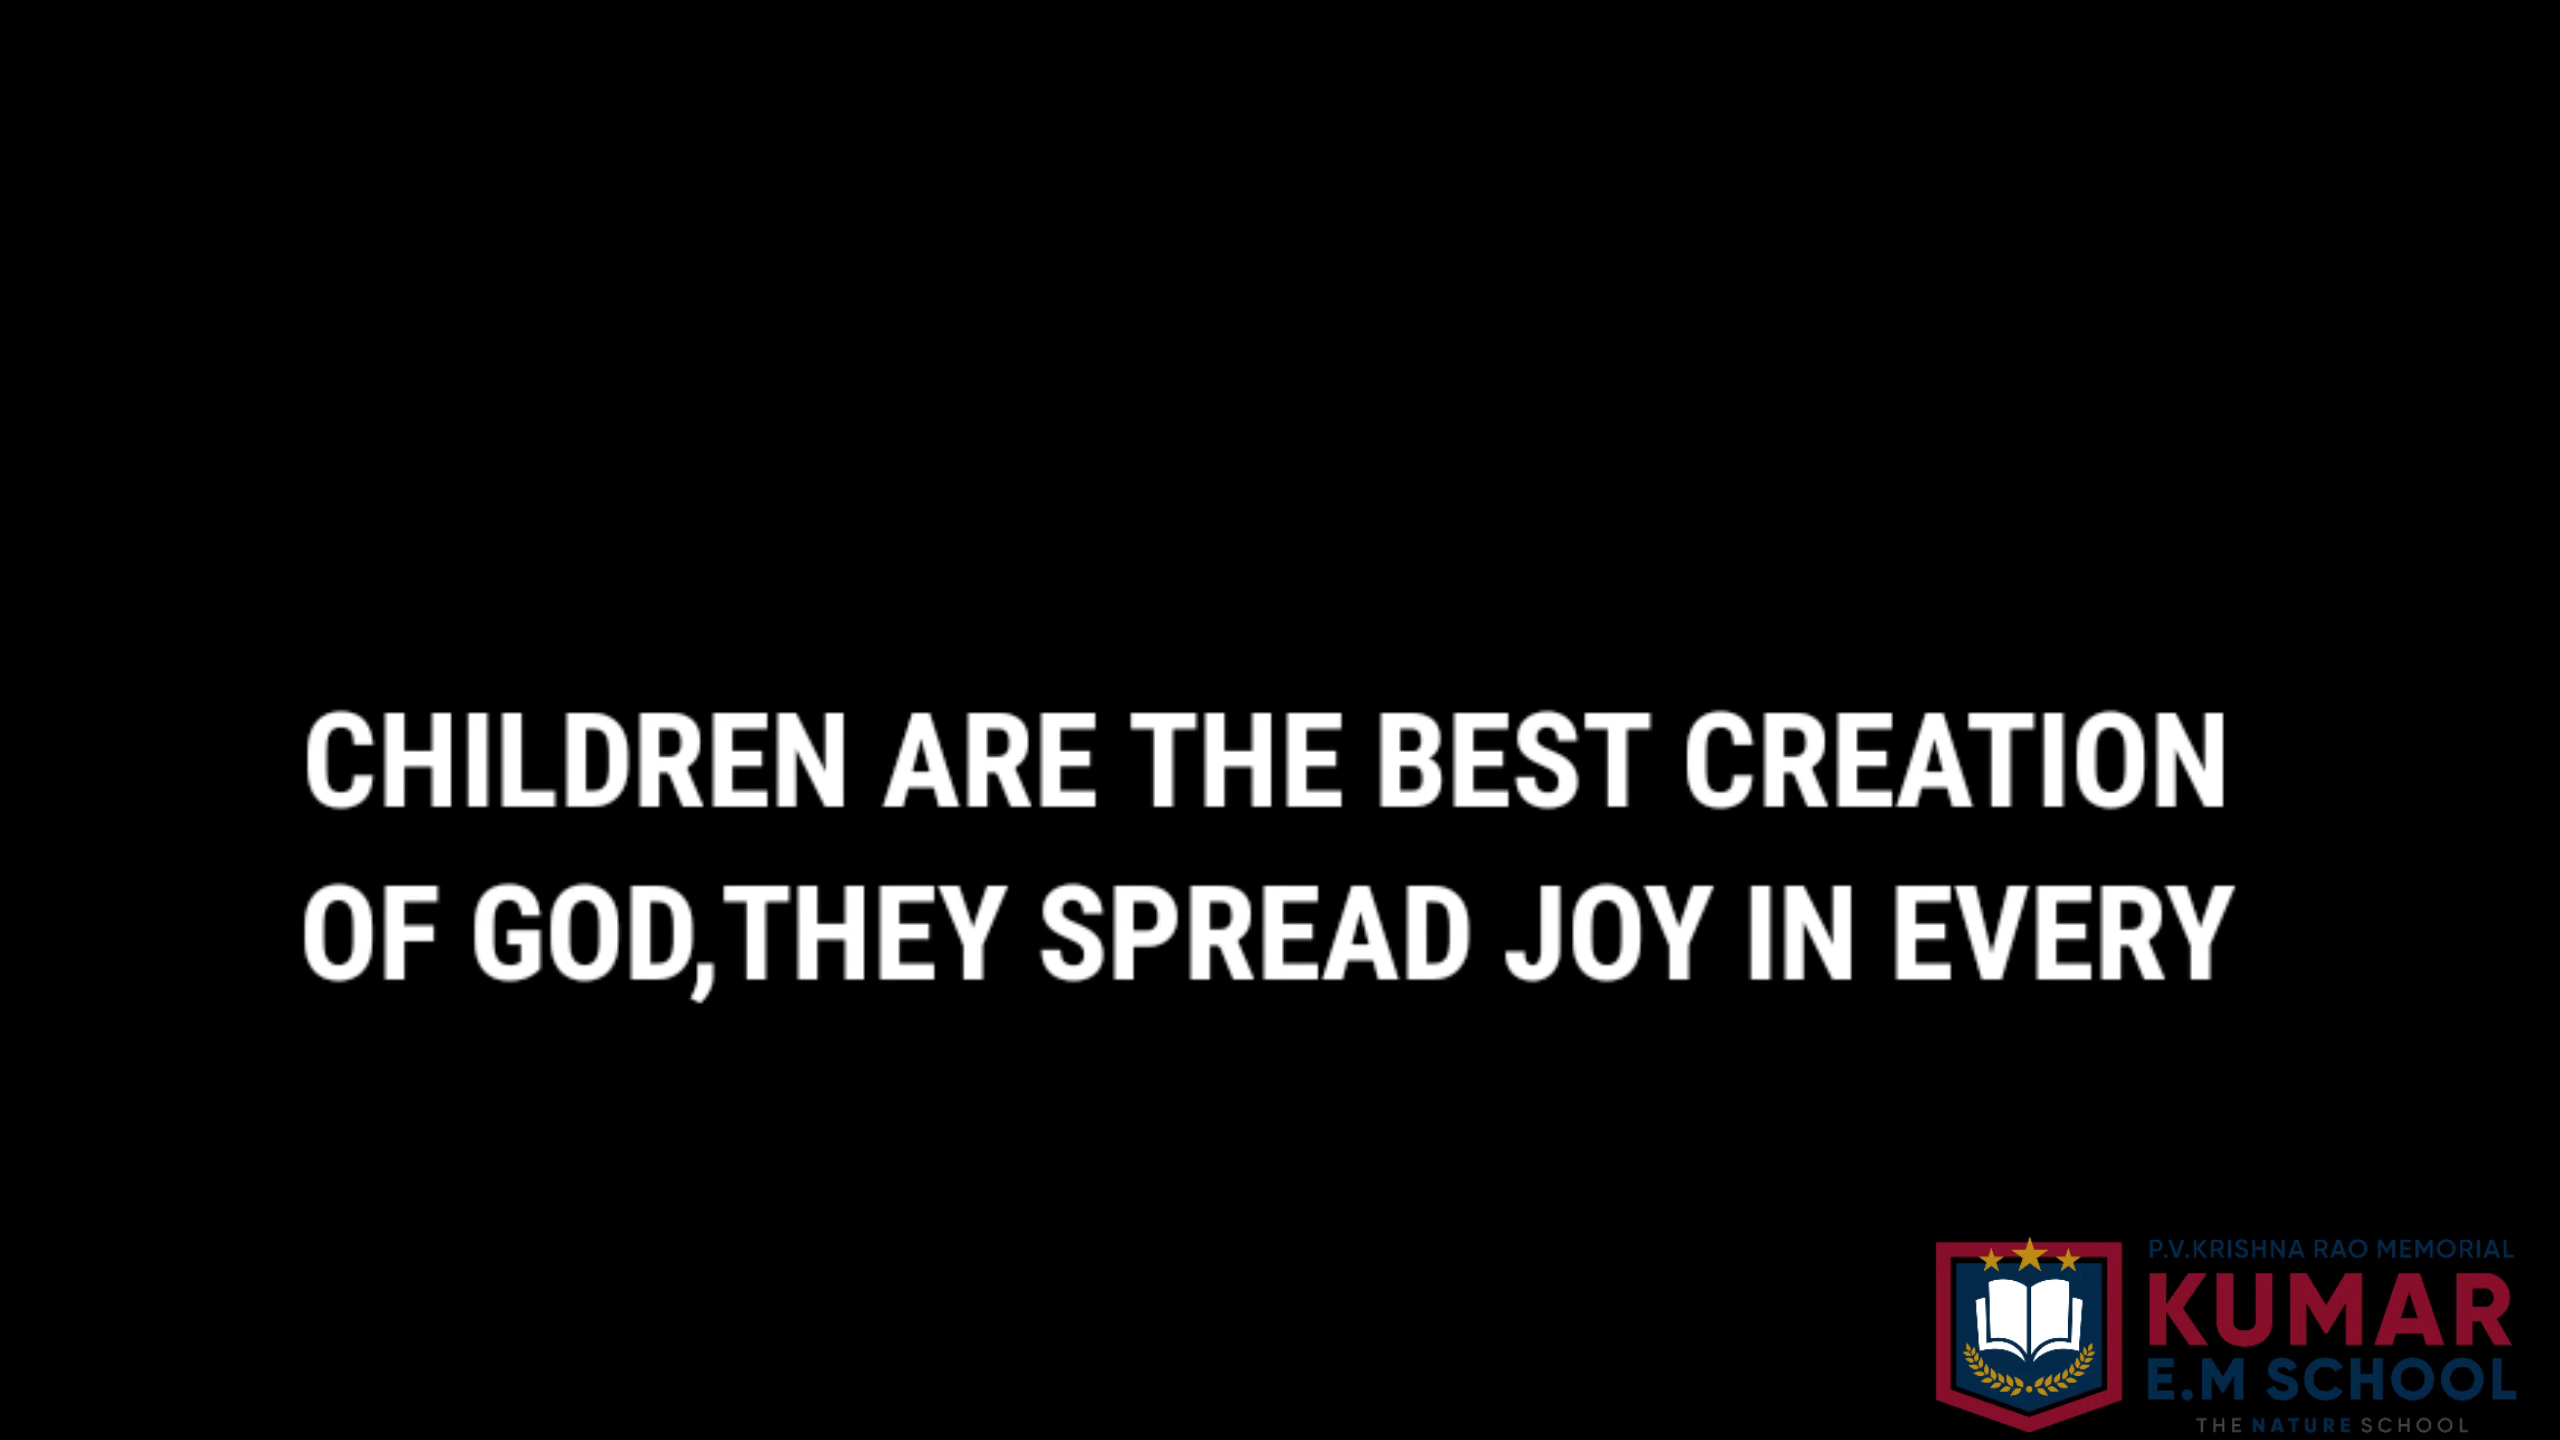 CHILDREN ARE THE BEST CREATION
OF GOD,THEY SPREAD JOY IN EVERY
P.V.KRISHNA RAO MEMORIAL
KUMAR
E.M SCHOOL
THE NATURE SCHOOL